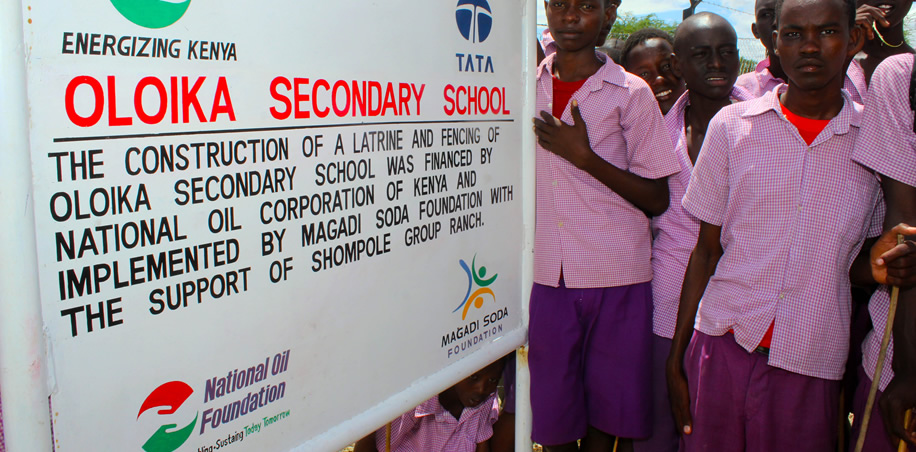 ENERGIZING KENYA
TATA
OLOIKA SECONDARY SCHOOL
THE CONSTRUCTION OF A LATRINE AND FENCING OF
OLOIKA SECONDARY SCHOOL WAS FINANCED BY
NATIONAL OIL CORPORATION OF KENYA AND
IMPLEMENTED BY MAGADI SODA FOUNDATION WITH
THE SUPPORT OF SHOMPOLE GROUP RANCH.
MAGADI SODA
FOUNDATION
National Oil
Foundation
Sustaining Today Tomorrow